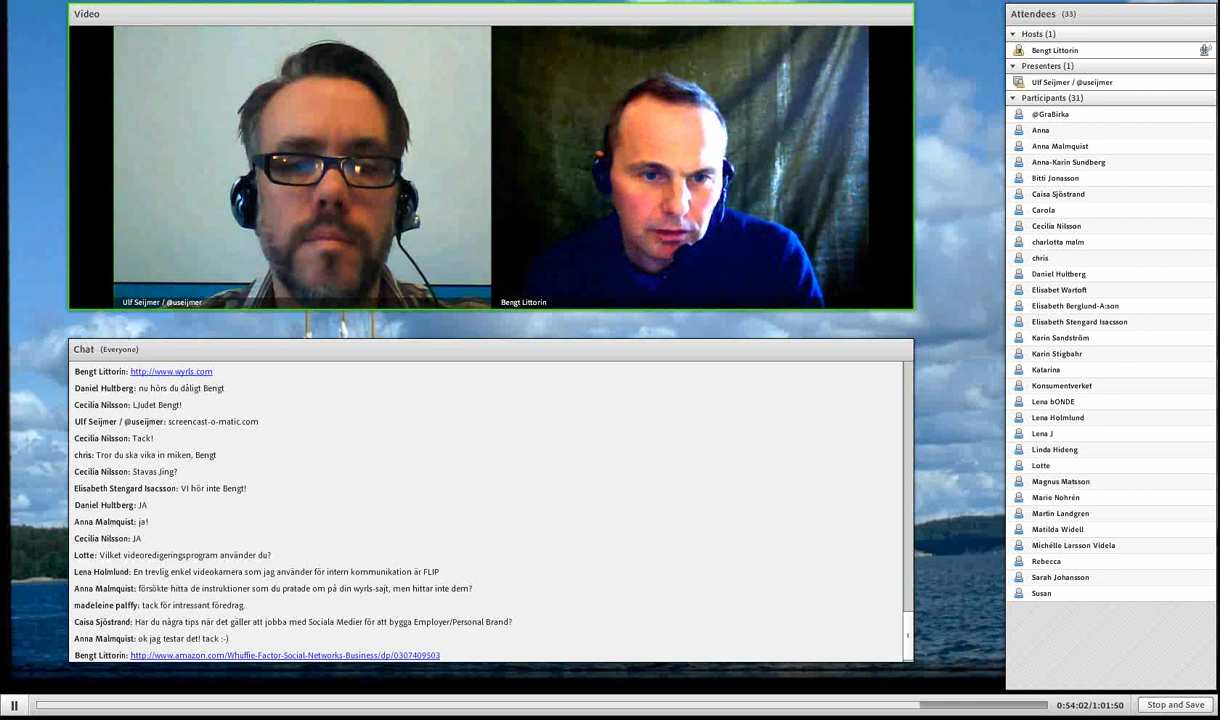 Video
Ulf Seijmer / @useijmer
Bengt Littorin
Chat (Everyone)
Bengt Littorin: http://www.wyrls.com
Daniel Hultberg: nu hörs du dåligt Bengt
Cecilia Nilsson: LJudet Bengt!
Ulf Seijmer / @useijmer: screencast-o-matic.com
Cecilia Nilsson: Tack!
chris: Tror du ska vika in miken, Bengt
Cecilia Nilsson: Stavas Jing?
Elisabeth Stengard Isacsson: VI hör inte Bengt!
Daniel Hultberg: JA
Anna Malmquist: ja!
Cecilia Nilsson: JA
Lotte: Vilket videoredigeringsprogram använder du?
Lena Holmlund: En trevlig enkel videokamera som jag använder för intern kommunikation är FLIP
Anna Malmquist: försökte hitta de instruktioner som du pratade om på din wyrls-sajt, men hittar inte dem?
madeleine palffy: tack för intressant föredrag.
Caisa Sjöstrand: Har du några tips när det gäller att jobba med Sociala Medier för att bygga Employer/Personal Brand?
Anna Malmquist: ok jag testar det! tack :-)
Bengt Littorin: http://www.amazon.com/Whuffie-Factor-Social-Networks-Business/dp/0307409503
Attendees (33)
Hosts (1)
Bengt Littorin
Presenters (1)
Ulf Seijmer / @useijmer
Participants (31)
@GraBirka
Anna
Anna Malmquist
Anna-Karin Sundberg
Bitti Jonasson
Caisa Sjöstrand
Carola
Cecilia Nilsson
charlotta malm
chris
Daniel Hultberg
Elisabet Wartoft
Elisabeth Berglund-A:son
Elisabeth Stengard Isacsson
Karin Sandström
Karin Stigbahr
Katarina
Konsumentverket
Lena bONDE
Lena Holmlund
Lena J
Linda Hideng
Lotte
Magnus Matsson
Marie Nohrén
Martin Landgren
Matilda Widell
Michélle Larsson Videla
Rebecca
Sarah Johansson
Susan
0:54:02/1:01:50
Stop and Save